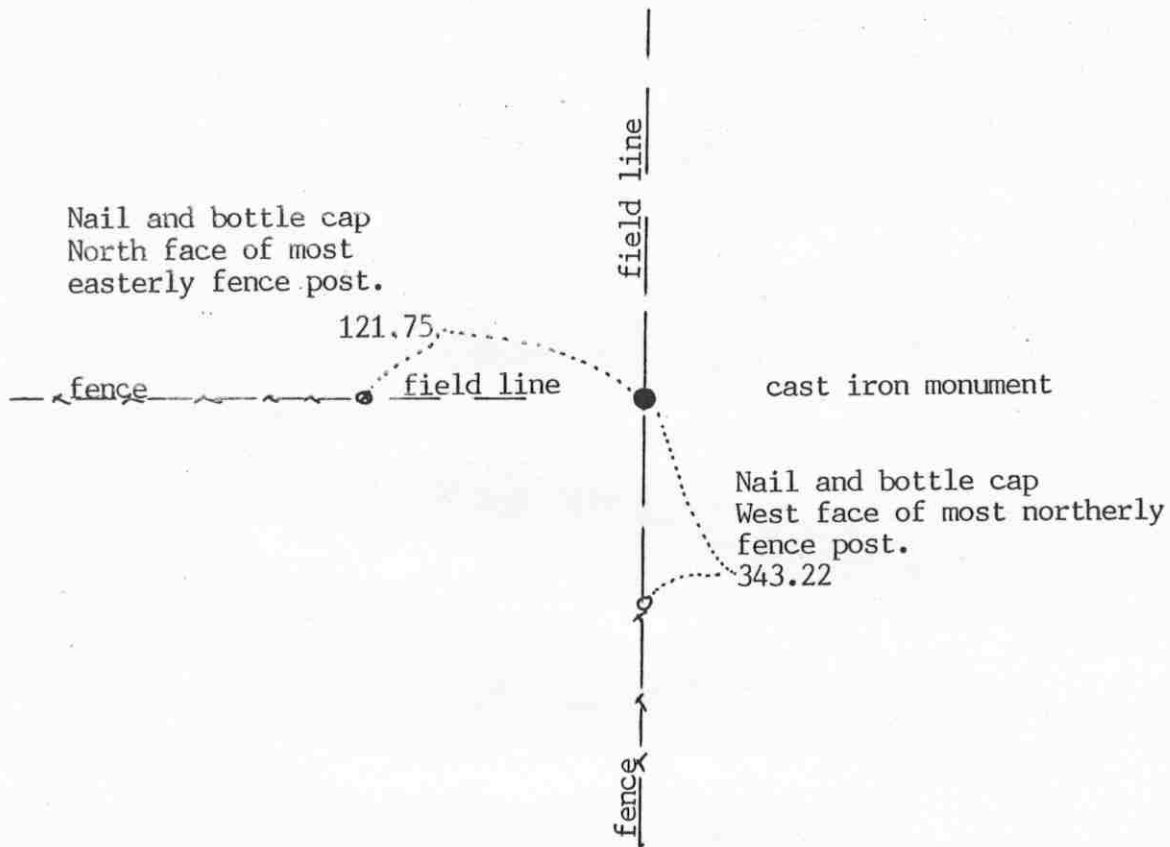 field line
Nail and bottle cap
North face of most
easterly fence post.
121.75
fence
field line
cast iron monument
Nail and bottle cap
West face of most northerly
fence post.
343.22
fence